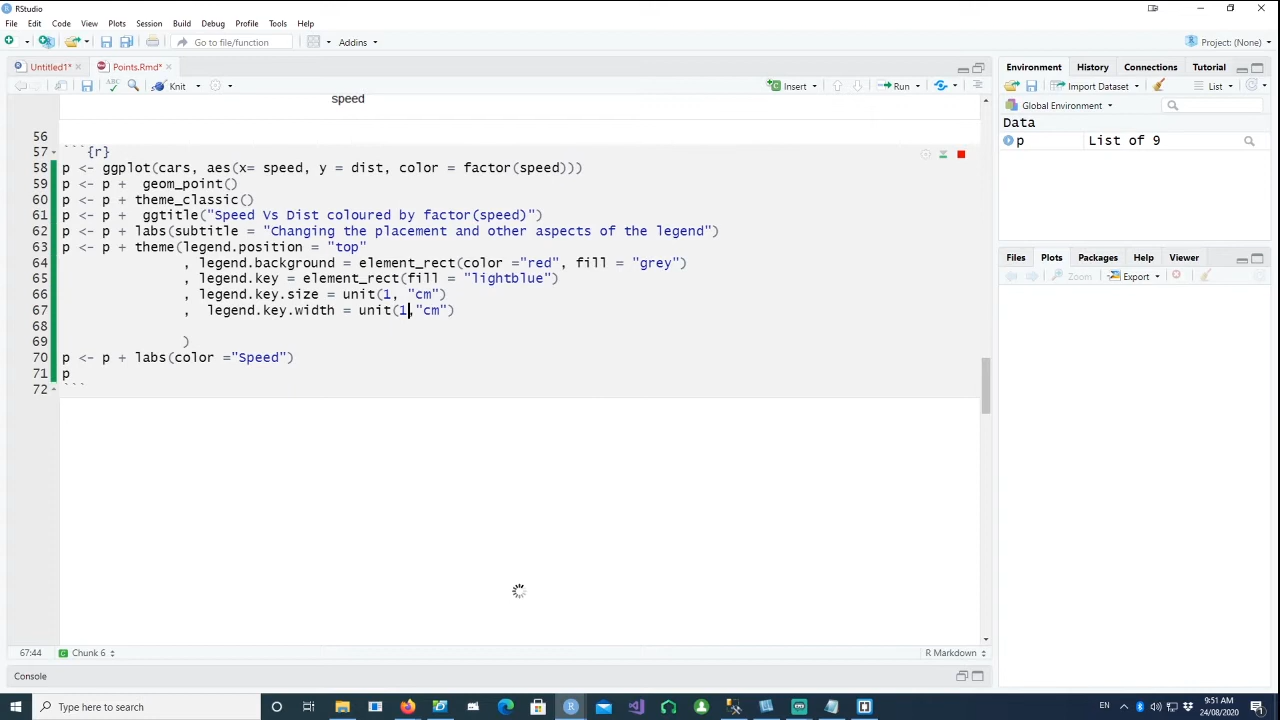 RStudio
File Edit Code View Plots Session Build Debug Profile Tools Help
Go to file/function Addins Project: (None)
Untitled1* Points.Rmd* Environment History Connections Tutorial
ABC Knit Insert Run Import Dataset List
speed Global Environment
Data
56
57 ```{r} p List of 9
58 p <- ggplot(cars, aes(x= speed, y = dist, color = factor(speed)))
59 p <- p +  geom_point()
60 p <- p + theme_classic()
61 p <- p +  ggtitle("Speed Vs Dist coloured by factor(speed)")
62 p <- p + labs(subtitle = "Changing the placement and other aspects of the legend")
63 p <- p + theme(legend.position = "top"
Files Plots Packages Help Viewer
64 , legend.background = element_rect(color ="red", fill = "grey")
65 , legend.key = element_rect(fill = "lightblue")
Zoom Export
66 , legend.key.size = unit(1, "cm")
67 ,  legend.key.width = unit(1,"cm")
68
69 )
70 p <- p + labs(color ="Speed")
71 p
72 ```
67:44 Chunk 6 R Markdown
Console
Type here to search
ENG 9:51 AM
24/08/2020